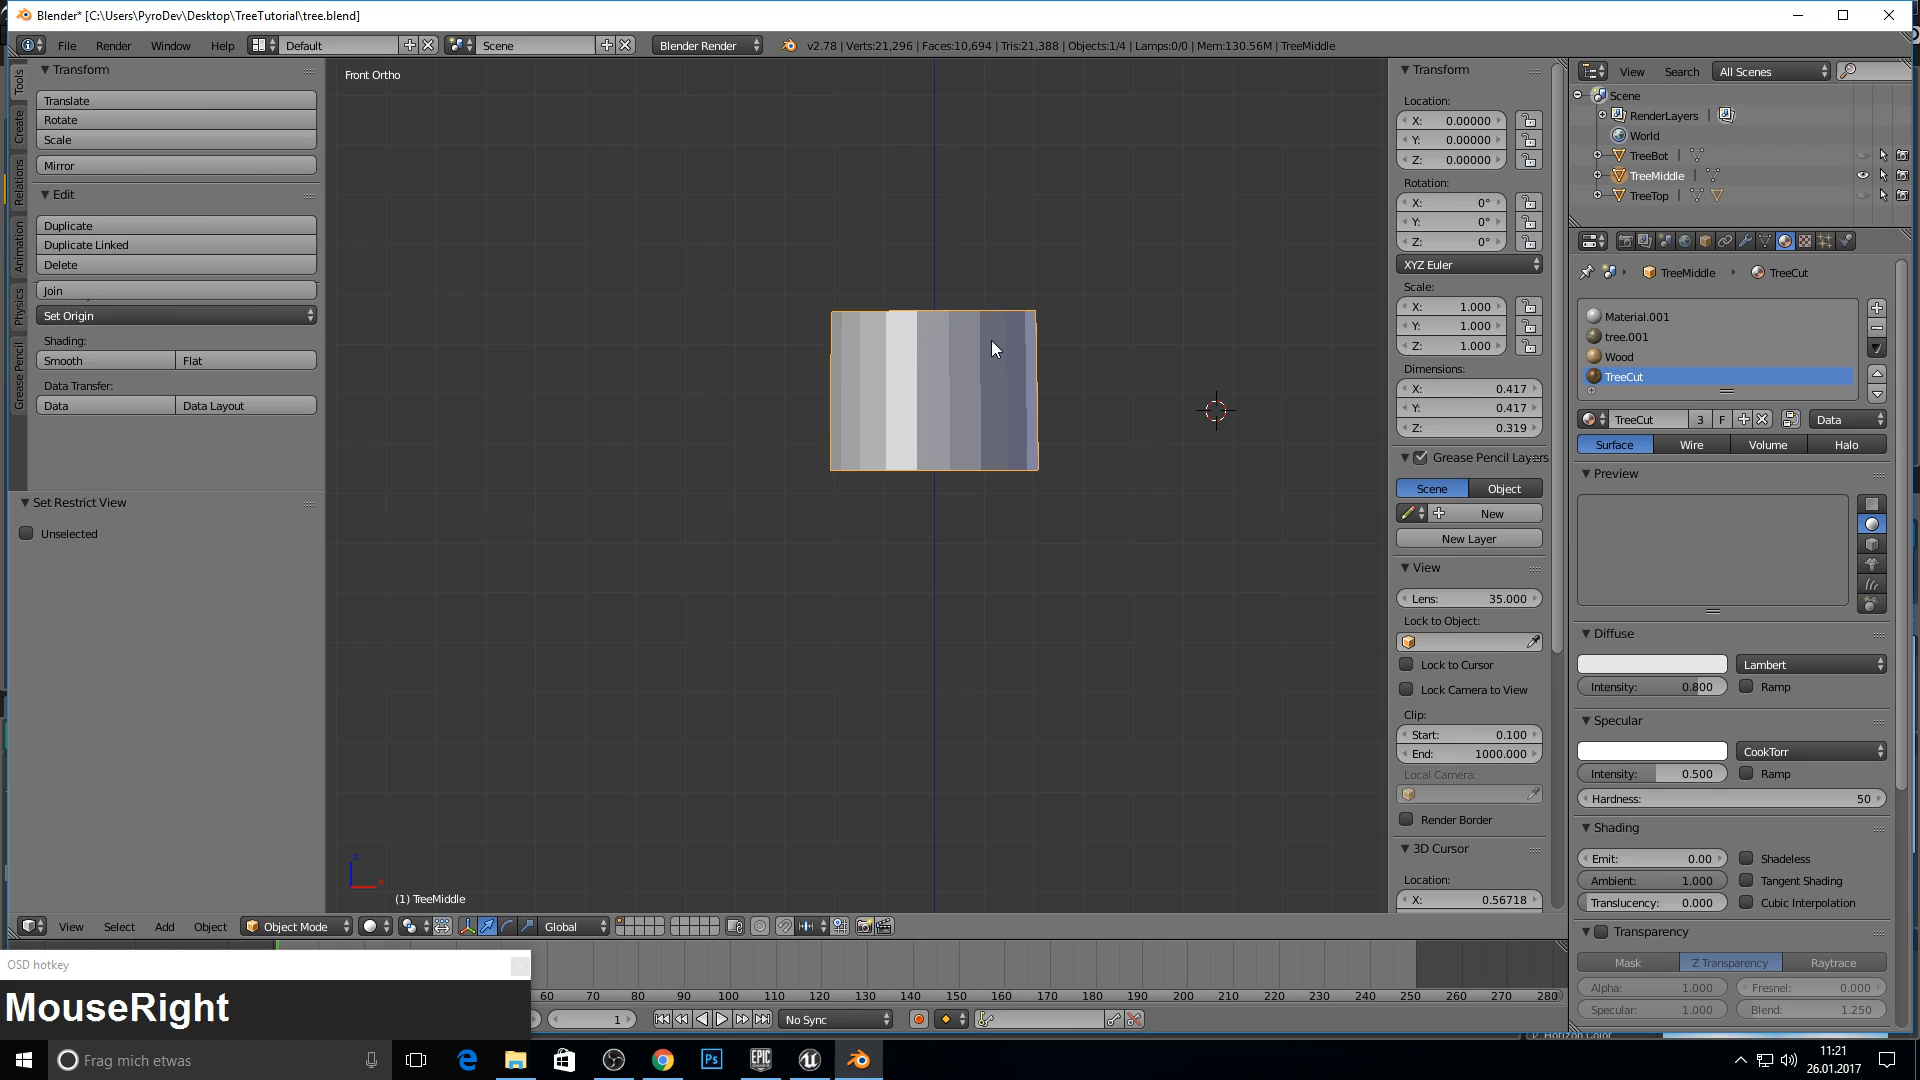 Blender* [C:\Users\PyroDev\Desktop\TreeTutorial\tree.blend]
File Render Window Help Default Scene Blender Render v2.78 | Verts:21,296 | Faces:10,694 | Tris:21,388 | Objects:1/4 | Lamps:0/0 | Mem:130.56M | TreeMiddle
Tools
Create
Relations
Animation
Physics
Grease Pencil
Transform
Translate
Rotate
Scale
Mirror
Edit
Duplicate
Duplicate Linked
Delete
Join
Set Origin
Shading:
Smooth Flat
Data Transfer:
Data Data Layout
Set Restrict View
Unselected
Front Ortho
z
x
(1) TreeMiddle
View Select Add Object Object Mode Global
Transform
Location:
X: 0.00000
Y: 0.00000
Z: 0.00000
Rotation:
X: 0°
Y: 0°
Z: 0°
XYZ Euler
Scale:
X: 1.000
Y: 1.000
Z: 1.000
Dimensions:
X: 0.417
Y: 0.417
Z: 0.319
Grease Pencil Layers
Scene Object
New
New Layer
View
Lens: 35.000
Lock to Object:
Lock to Cursor
Lock Camera to View
Clip:
Start: 0.100
End: 1000.000
Local Camera:
Render Border
3D Cursor
Location:
X: 0.56718
View Search All Scenes
Scene
RenderLayers |
World
TreeBot |
TreeMiddle |
TreeTop |
TreeMiddle TreeCut
Material.001
tree.001
Wood
TreeCut
TreeCut 3 F Data
Surface Wire Volume Halo
Preview
Diffuse
Lambert
Intensity: 0.800 Ramp
Specular
CookTorr
Intensity: 0.500 Ramp
Hardness: 50
Shading
Emit: 0.00 Shadeless
Ambient: 1.000 Tangent Shading
Translucency: 0.000 Cubic Interpolation
Transparency
Mask Z Transparency Raytrace
Alpha: 1.000 Fresnel: 0.000
Specular: 1.000 Blend: 1.250
Horizon Color
OSD hotkey
MouseRight
60 70 80 90 100 110 120 130 140 150 160 170 180 190 200 210 220 230 240 250 260 270 280
1 No Sync
Frag mich etwas
Ps
EPIC
GAMES
11:21
26.01.2017